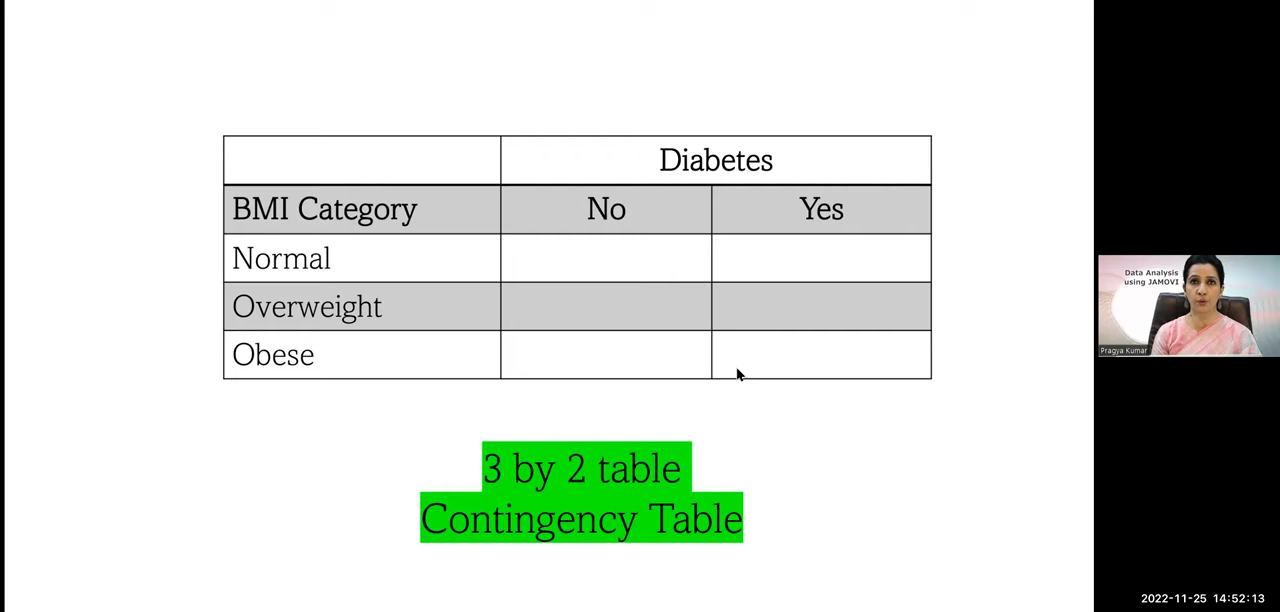 Diabetes
BMI Category No Yes
Normal
Overweight
Obese
3 by 2 table
Contingency Table
Data Analysis
using JAMOVI
Pragya Kumar
2022-11-25 14:52:13